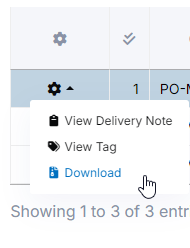 1 PO-M
View Delivery Note
View Tag
Download
Showing 1 to 3 of 3 entr